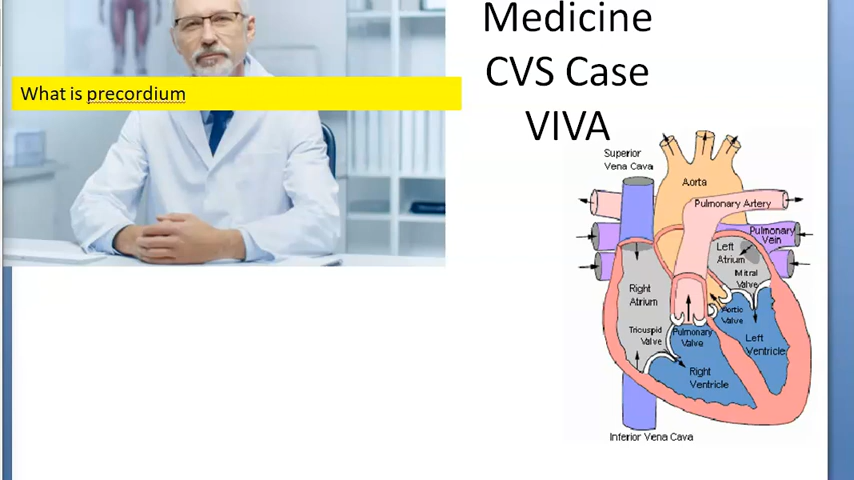 Medicine
CVS Case
VIVA
What is precordium
Superior
Vena Cava
Aorta
Pulmonary Artery
Pulmonary
Vein
Left
Atrium
Mitral
Valve
Right
Atrium
Aortic
Valve
Tricuspid
Valve
Pulmonary
Valve
Left
Ventricle
Right
Ventricle
Inferior Vena Cava